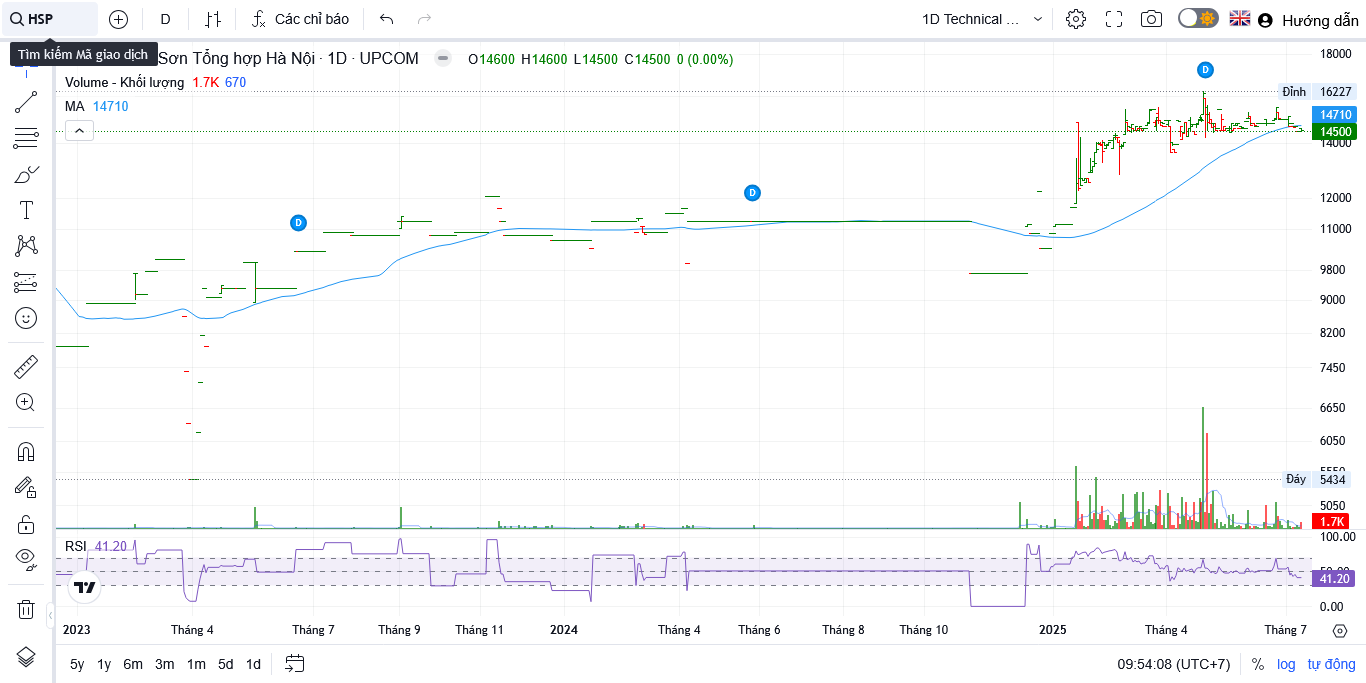 HSP D Các chỉ báo 1D Technical ... Hướng dẫn
Tìm kiếm Mã giao dịch
Sơn Tổng hợp Hà Nội · 1D · UPCOM O14600 H14600 L14500 C14500 0 (0.00%)
Volume - Khối lượng 1.7K 670
MA 14710
D
D
D
18000
Đỉnh 16227
14710
14500
14000
12000
11000
9800
9000
8200
7450
6650
6050
5550
Đáy 5434
5050
1.7K
RSI 41.20
100.00
50.00
41.20
0.00
2023 Tháng 4 Tháng 7 Tháng 9 Tháng 11 2024 Tháng 4 Tháng 6 Tháng 8 Tháng 10 2025 Tháng 4 Tháng 7
5y 1y 6m 3m 1m 5d 1d 09:54:08 (UTC+7) % log tự động